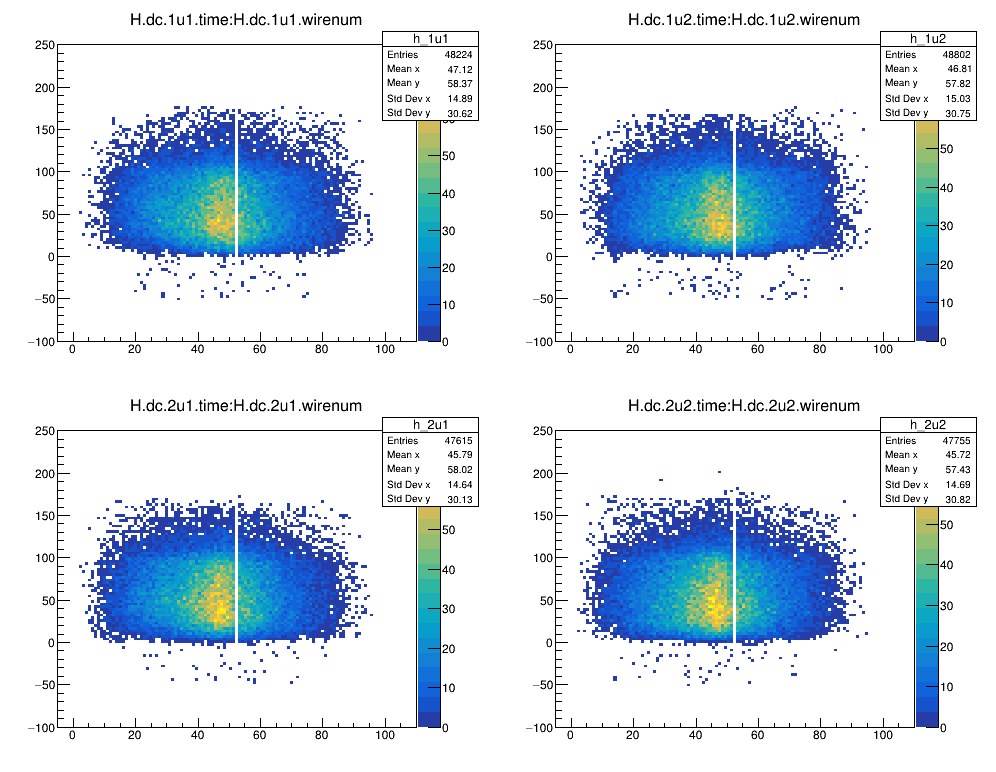 H.dc.1u1.time:H.dc.1u1.wirenum
h_1u1
Entries 48224
Mean x 47.12
Mean y 58.37
Std Dev x 14.89
Std Dev y 30.62
250
200
150
100
50
0
−50
−100
0 20 40 60 80 100
50
40
30
20
10
0
H.dc.1u2.time:H.dc.1u2.wirenum
h_1u2
Entries 48802
Mean x 46.81
Mean y 57.82
Std Dev x 15.03
Std Dev y 30.75
250
200
150
100
50
0
−50
−100
0 20 40 60 80 100
50
40
30
20
10
0
H.dc.2u1.time:H.dc.2u1.wirenum
h_2u1
Entries 47615
Mean x 45.79
Mean y 58.02
Std Dev x 14.64
Std Dev y 30.13
250
200
150
100
50
0
−50
−100
0 20 40 60 80 100
50
40
30
20
10
0
H.dc.2u2.time:H.dc.2u2.wirenum
h_2u2
Entries 47755
Mean x 45.72
Mean y 57.43
Std Dev x 14.69
Std Dev y 30.82
250
200
150
100
50
0
−50
−100
0 20 40 60 80 100
50
40
30
20
10
0